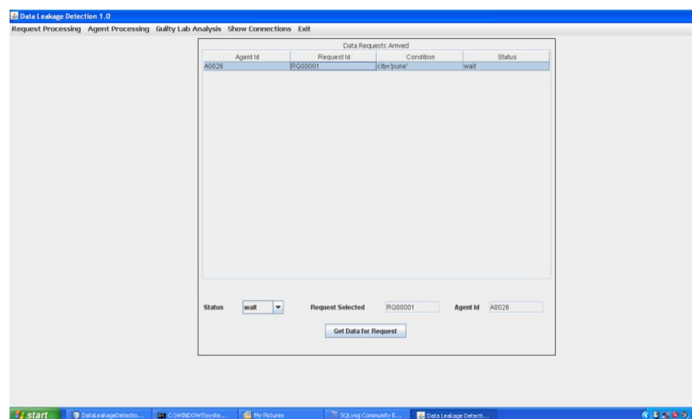 Data Leakage Detection 1.0
Request Processing Agent Processing Guilty Lab Analysis Show Connections Exit
Data Requests Arrived
Agent Id Request Id Condition Status
A0026 RQ00001 city='pune' wait
Status wait Request Selected RQ00001 Agent Id A0026
Get Data for Request
start DataLeakageDetectio... C:\WINDOWS\syste... My Pictures SQLyog Community E... Data Leakage Detecti...